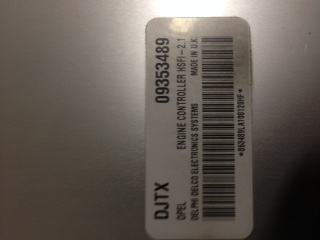 DJTX 09353489
OPEL ENGINE CONTROLLER HSFI-2.1
DELPHI DELCO ELECTRONICS SYSTEMS MADE IN U.K